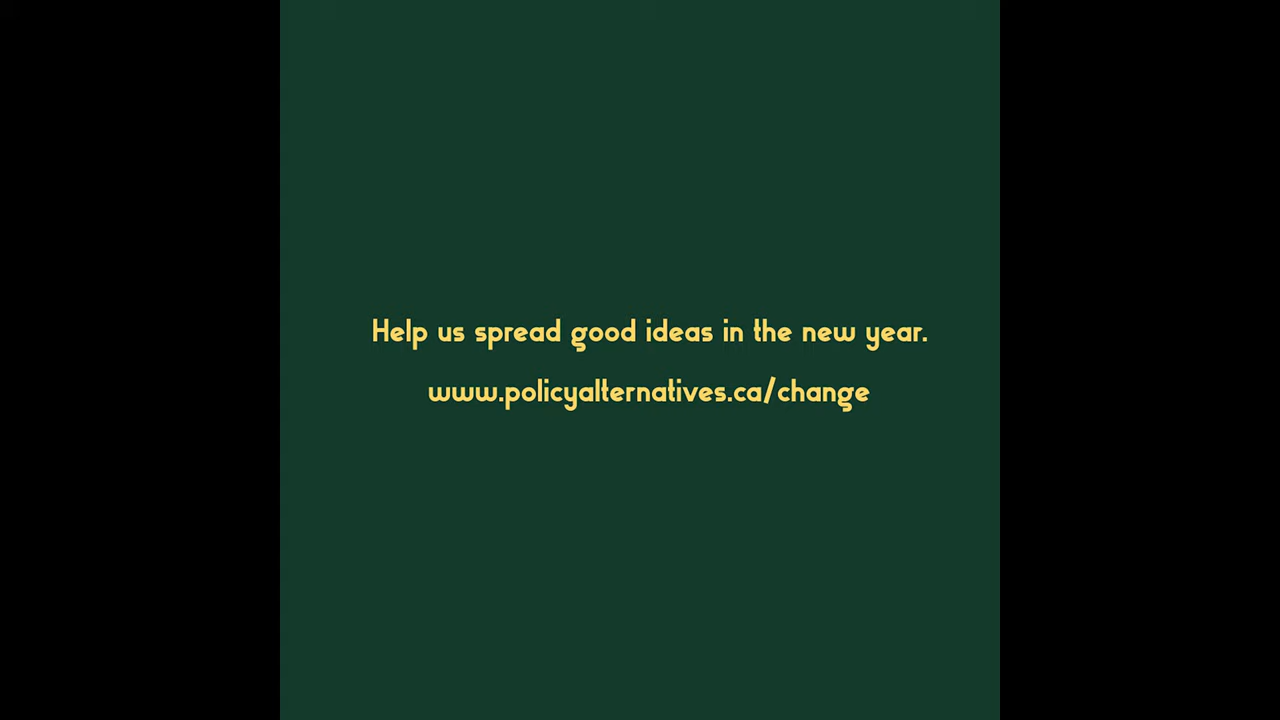 Help us spread good ideas in the new year.
www.policyalternatives.ca/change